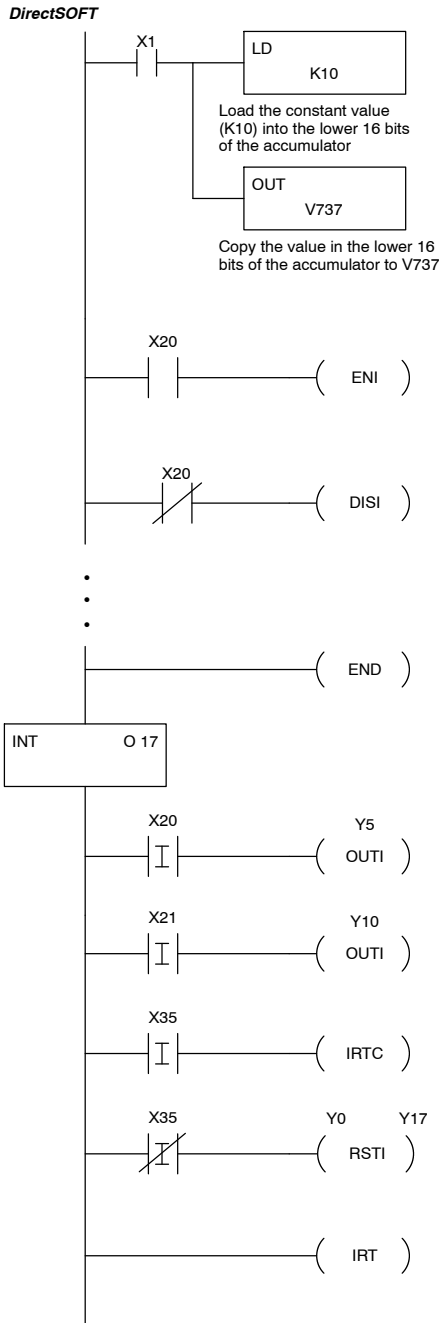 DirectSOFT
X1
LD
K10
Load the constant value
(K10) into the lower 16 bits
of the accumulator
OUT
V737
Copy the value in the lower 16
bits of the accumulator to V737
X20
ENI
X20
DISI
END
INT O 17
X20 Y5
OUTI
X21 Y10
OUTI
X35
IRTC
X35 Y0 Y17
RSTI
IRT